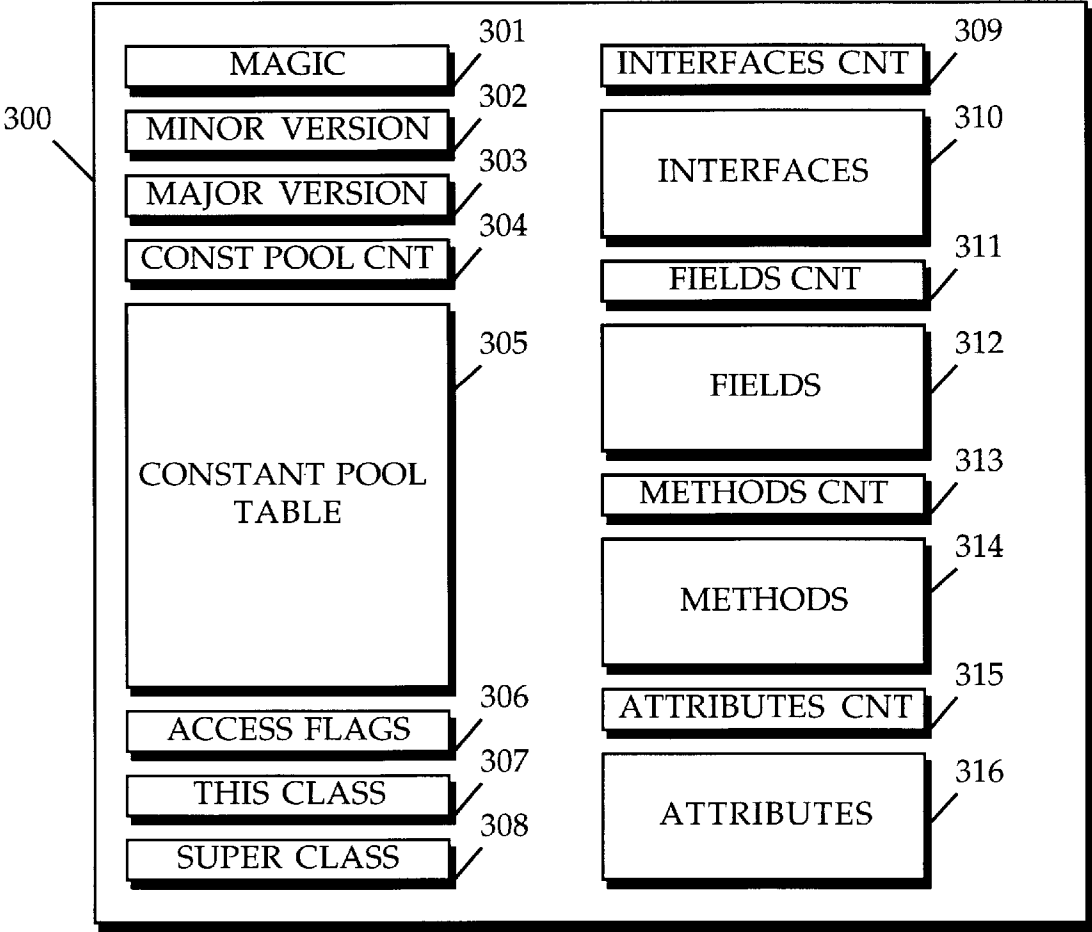 300
MAGIC 301
MINOR VERSION 302
MAJOR VERSION 303
CONST POOL CNT 304
CONSTANT POOL
TABLE
305
ACCESS FLAGS 306
THIS CLASS 307
SUPER CLASS 308
INTERFACES CNT 309
INTERFACES 310
FIELDS CNT 311
FIELDS 312
METHODS CNT 313
METHODS 314
ATTRIBUTES CNT 315
ATTRIBUTES 316